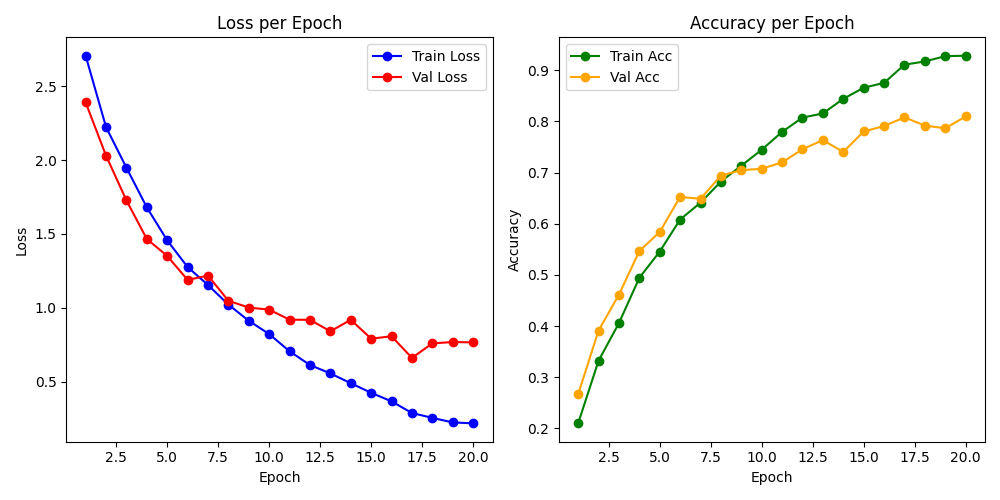 Loss per Epoch
Train Loss
Val Loss
2.5
2.0
1.5
1.0
0.5
Loss
2.5 5.0 7.5 10.0 12.5 15.0 17.5 20.0
Epoch
Accuracy per Epoch
Train Acc
Val Acc
0.9
0.8
0.7
0.6
0.5
0.4
0.3
0.2
Accuracy
2.5 5.0 7.5 10.0 12.5 15.0 17.5 20.0
Epoch